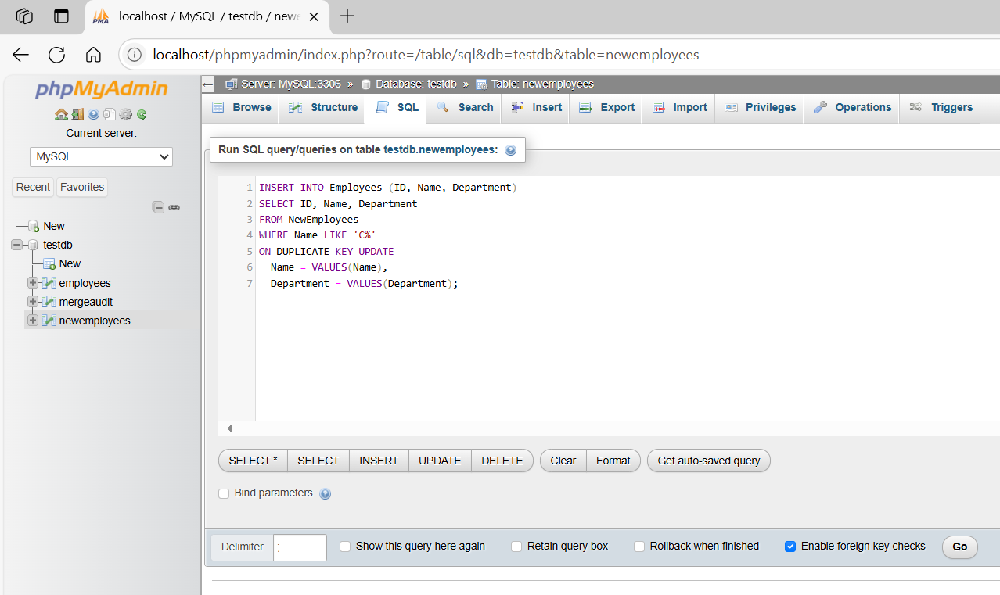 localhost / MySQL / testdb / newe
localhost/phpmyadmin/index.php?route=/table/sql&db=testdb&table=newemployees
phpMyAdmin
Current server:
MySQL
Recent Favorites
New
testdb
New
employees
mergeaudit
newemployees
Server: MySQL:3306 » Database: testdb » Table: newemployees
Browse Structure SQL Search Insert Export Import Privileges Operations Triggers
Run SQL query/queries on table testdb.newemployees:
1 INSERT INTO Employees (ID, Name, Department)
2 SELECT ID, Name, Department
3 FROM NewEmployees
4 WHERE Name LIKE 'C%'
5 ON DUPLICATE KEY UPDATE
6 Name = VALUES(Name),
7 Department = VALUES(Department);
SELECT * SELECT INSERT UPDATE DELETE Clear Format Get auto-saved query
Bind parameters
Delimiter ; Show this query here again Retain query box Rollback when finished Enable foreign key checks Go